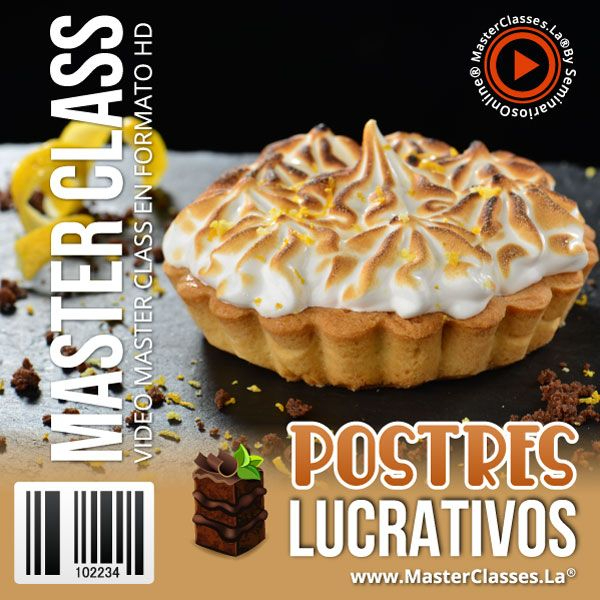 MASTER CLASS
VIDEO MASTER CLASS EN FORMATO HD
MasterClasses.La®By SeminariosOnline®
POSTRES
LUCRATIVOS
102234
www.MasterClasses.La®